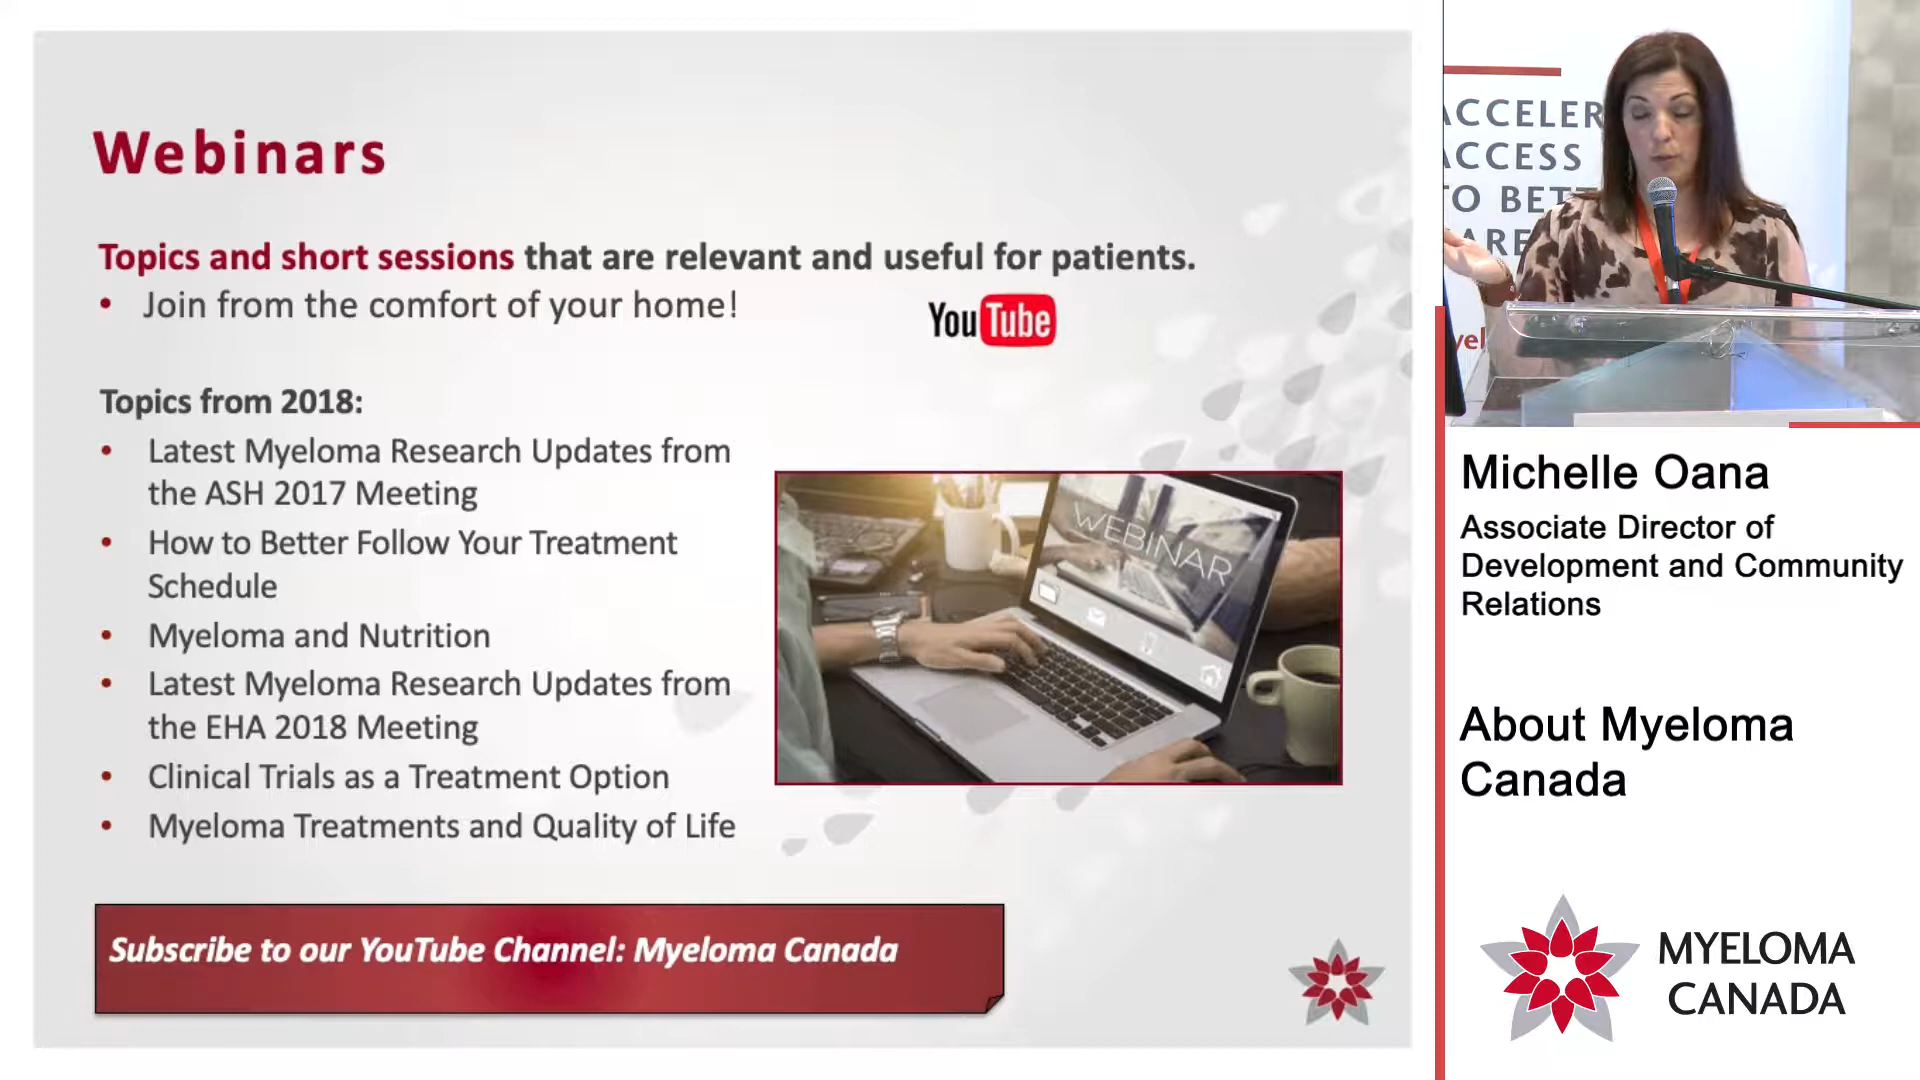 Webinars
Topics and short sessions that are relevant and useful for patients.
• Join from the comfort of your home!
YouTube
Topics from 2018:
• Latest Myeloma Research Updates from
the ASH 2017 Meeting
• How to Better Follow Your Treatment
Schedule
• Myeloma and Nutrition
• Latest Myeloma Research Updates from
the EHA 2018 Meeting
• Clinical Trials as a Treatment Option
• Myeloma Treatments and Quality of Life
WEBINAR
Subscribe to our YouTube Channel: Myeloma Canada
ACCESS
TO
Michelle Oana
Associate Director of
Development and Community
Relations
About Myeloma
Canada
MYELOMA
CANADA